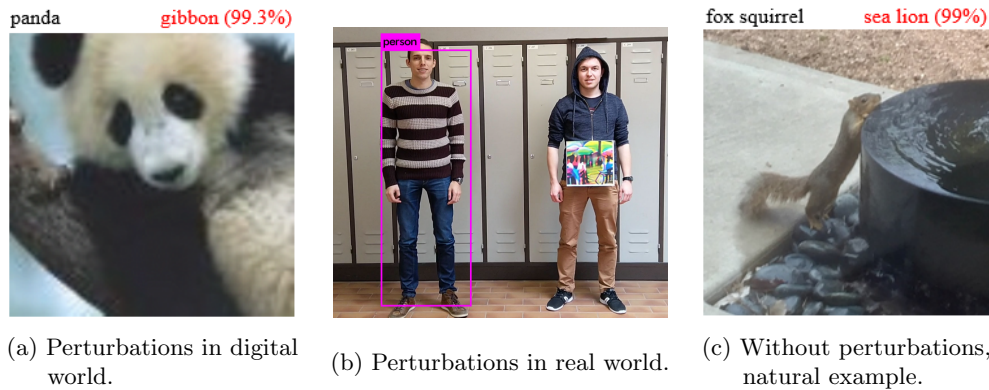 panda gibbon (99.3%)
person
fox squirrel sea lion (99%)
(a) Perturbations in digital
world.
(b) Perturbations in real world.
(c) Without perturbations,
natural example.